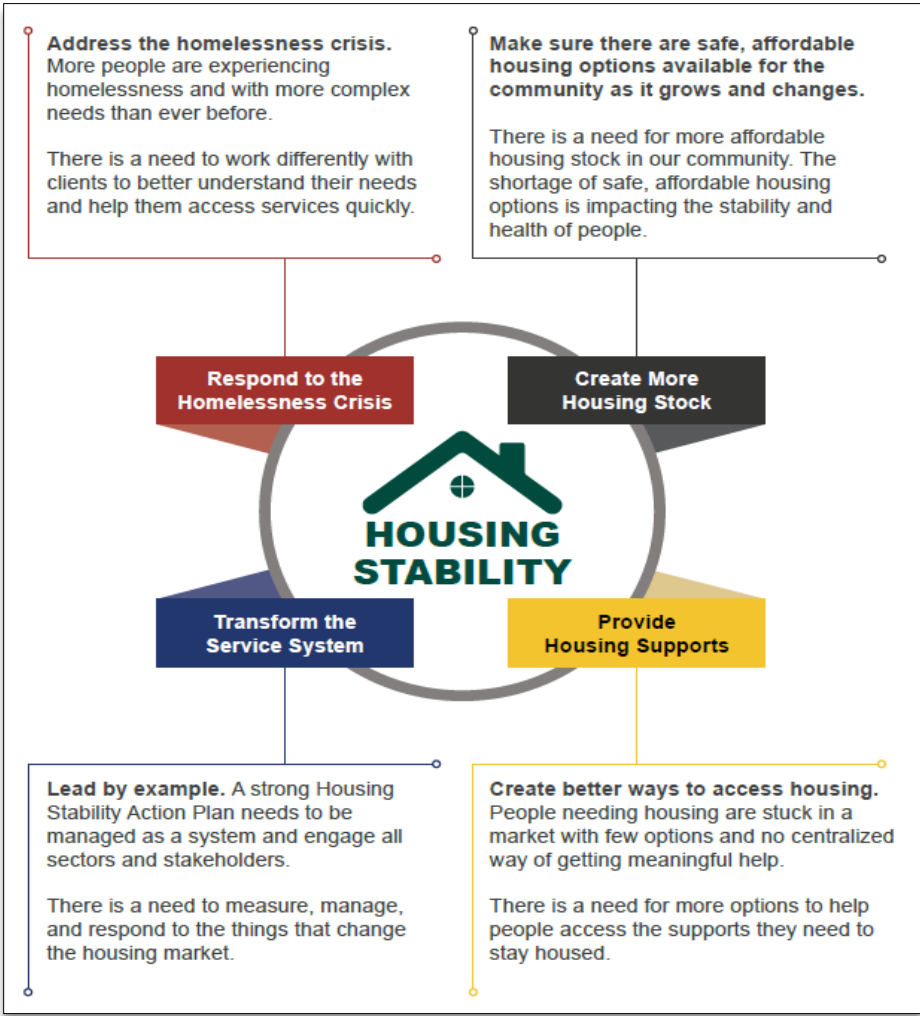 Address the homelessness crisis.
More people are experiencing
homelessness and with more complex
needs than ever before.
There is a need to work differently with
clients to better understand their needs
and help them access services quickly.
Make sure there are safe, affordable
housing options available for the
community as it grows and changes.
There is a need for more affordable
housing stock in our community. The
shortage of safe, affordable housing
options is impacting the stability and
health of people.
Respond to the
Homelessness Crisis
Create More
Housing Stock
HOUSING
STABILITY
Transform the
Service System
Provide
Housing Supports
Lead by example. A strong Housing
Stability Action Plan needs to be
managed as a system and engage all
sectors and stakeholders.
There is a need to measure, manage,
and respond to the things that change
the housing market.
Create better ways to access housing.
People needing housing are stuck in a
market with few options and no centralized
way of getting meaningful help.
There is a need for more options to help
people access the supports they need to
stay housed.